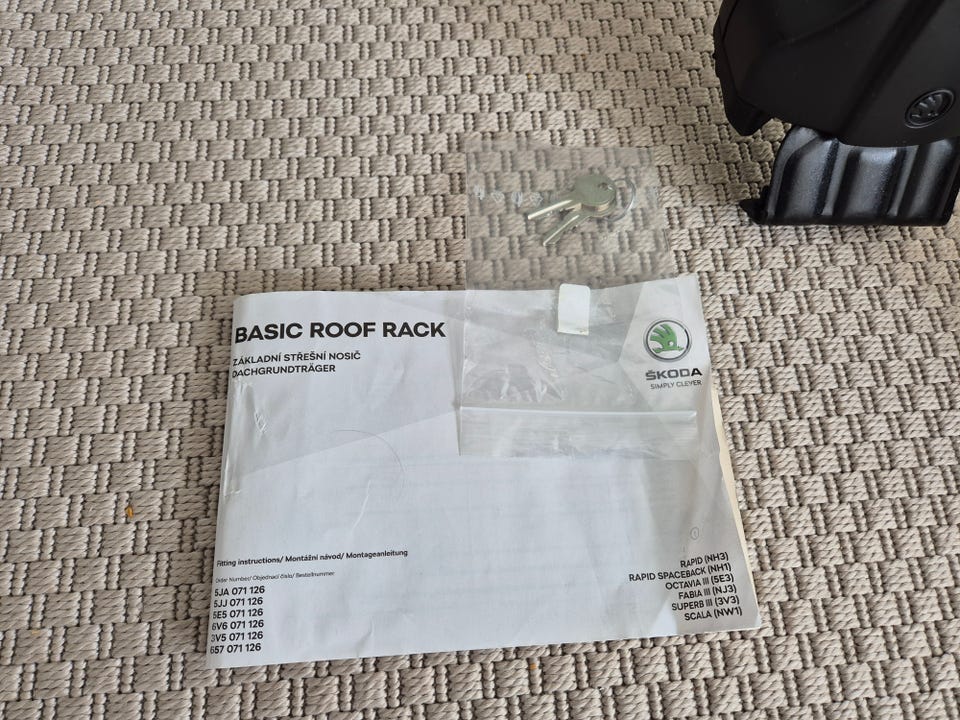 BASIC ROOF RACK
ZÁKLADNÍ STŘEŠNÍ NOSIČ
DACHGRUNDTRÄGER
ŠKODA
SIMPLY CLEVER
Fitting instructions/ Montážní návod/ Montageanleitung
Order Number/ Objednací číslo/ Bestellnummer
5JA 071 126
5JJ 071 126
5E5 071 126
6V6 071 126
3V5 071 126
657 071 126
RAPID (NH3)
RAPID SPACEBACK (NH1)
OCTAVIA III (5E3)
FABIA III (NJ3)
SUPERB III (3V3)
SCALA (NW1)